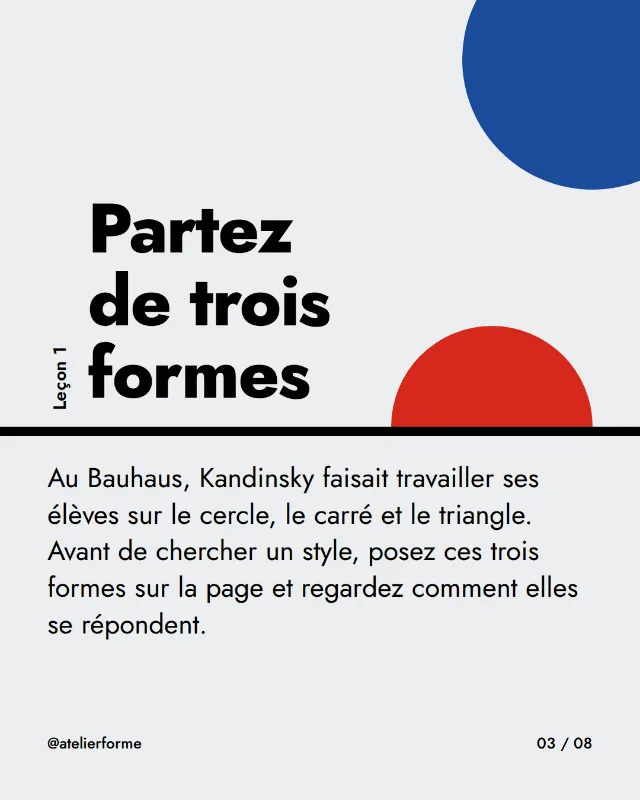 Leçon 1
Partez
de trois
formes
Au Bauhaus, Kandinsky faisait travailler ses
élèves sur le cercle, le carré et le triangle.
Avant de chercher un style, posez ces trois
formes sur la page et regardez comment elles
se répondent.
@atelierforme
03 / 08